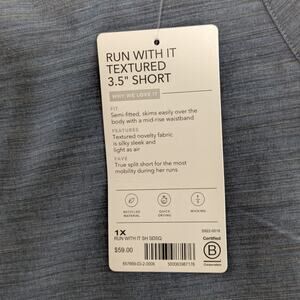 RUN WITH IT
TEXTURED
3.5" SHORT
WHY WE LOVE IT
FIT
Semi-fitted, skims easily over the
body with a mid-rise waistband
FEATURES
Textured novelty fabric
is silky sleek and
light as air
FAVE
True split short for the most
mobility during her runs
RECYCLED
MATERIAL
QUICK
DRYING
WICKING
1X
RUN WITH IT SH SDSQ
$59.00
Certified
B
Corporation